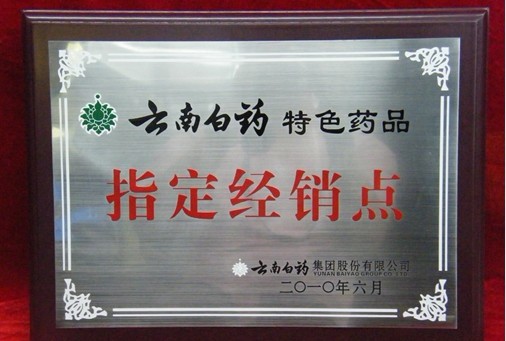 云南白药 特色药品
指定经销点
云南白药 集团股份有限公司
YUNAN BAIYAO GROUP CO.,LTD
二〇一〇年六月